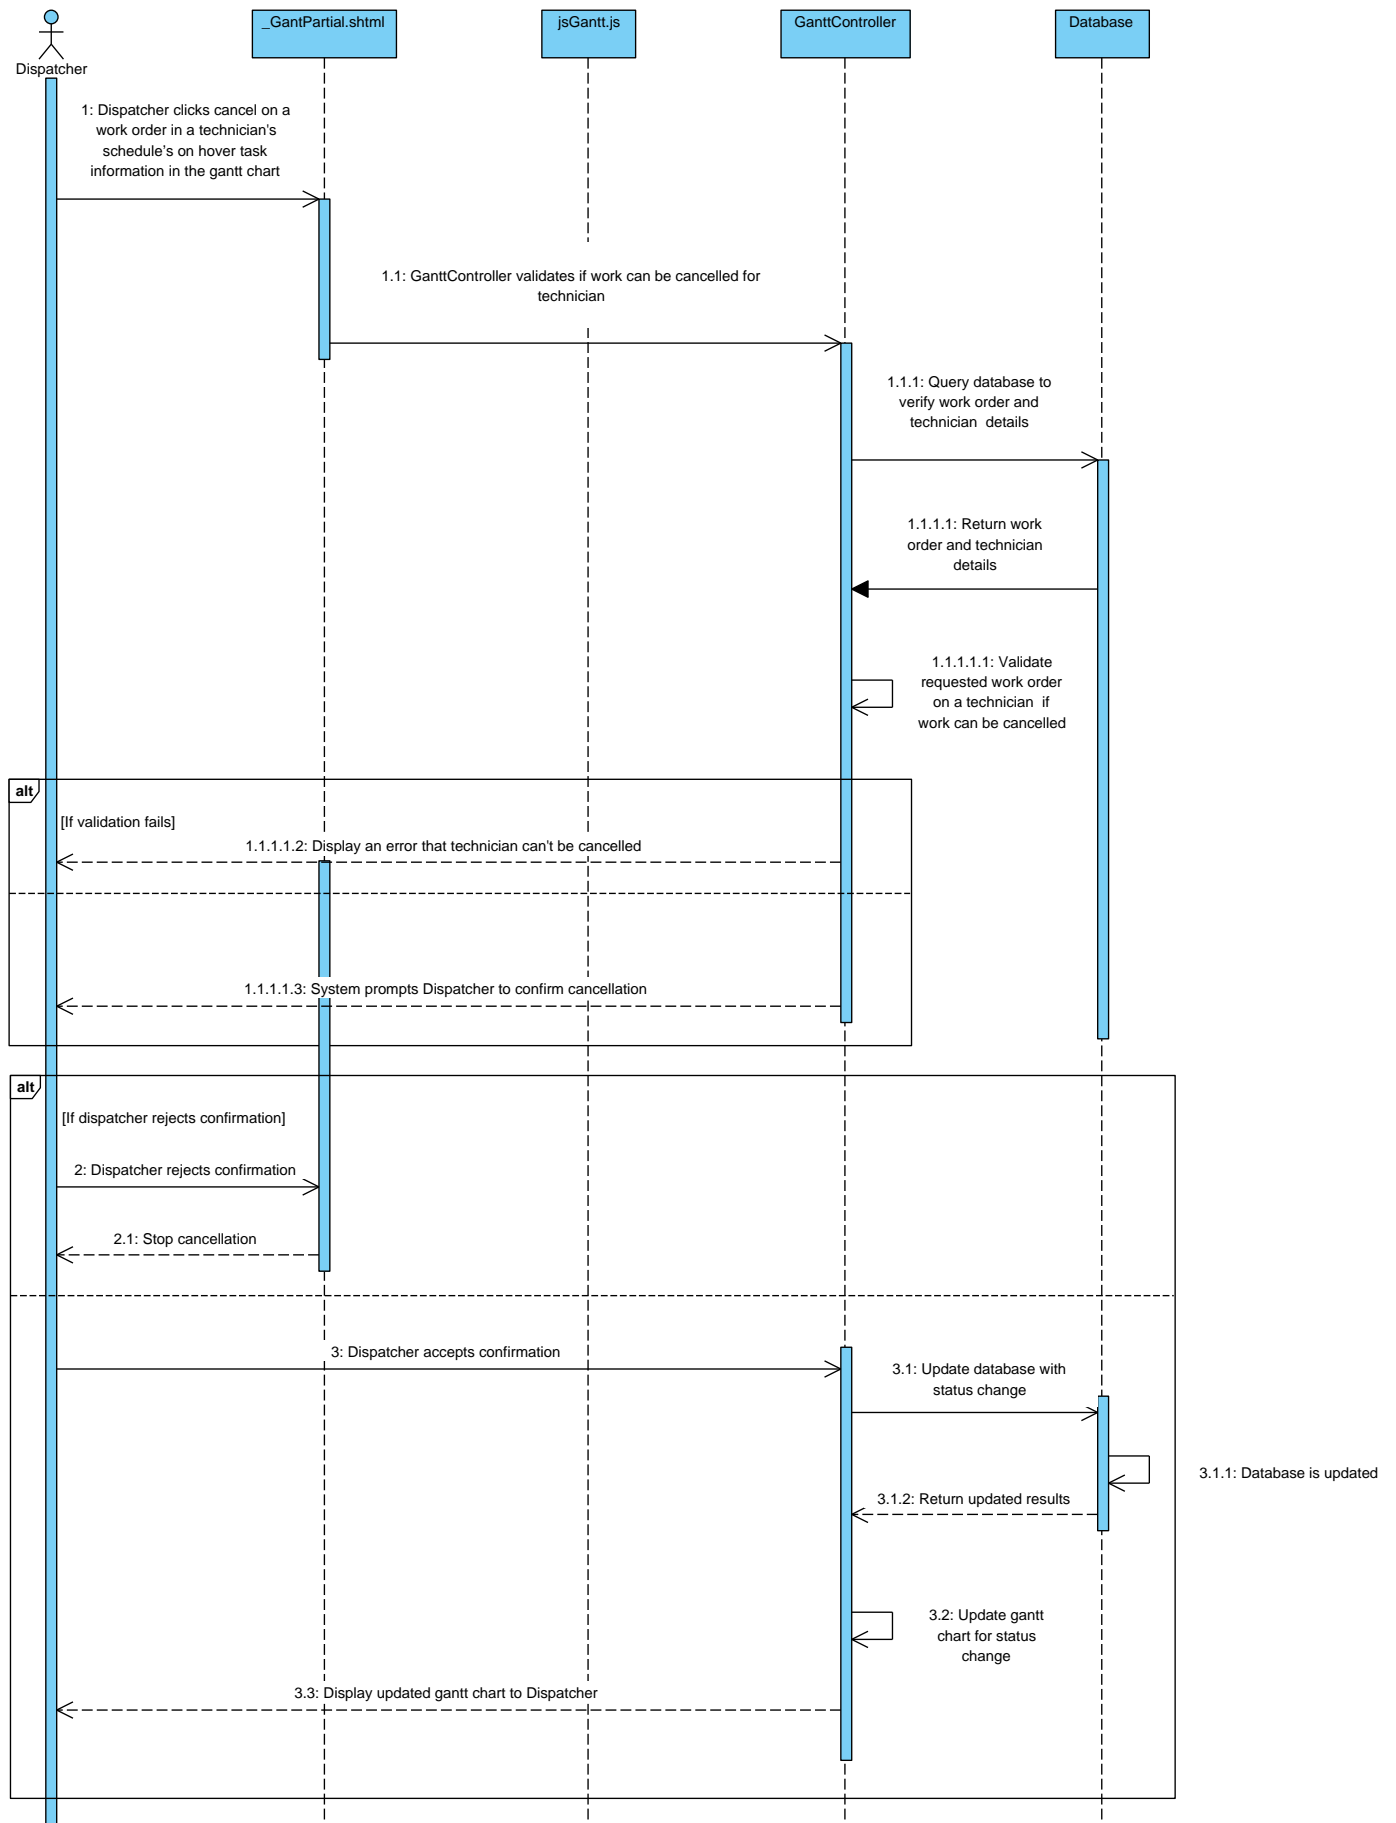 _GantPartial.shtml
jsGantt.js
GanttController
Database
Dispatcher
1: Dispatcher clicks cancel on a
work order in a technician's
schedule's on hover task
information in the gantt chart
1.1: GanttController validates if work can be cancelled for
technician
1.1.1: Query database to
verify work order and
technician  details
1.1.1.1: Return work
order and technician
details
1.1.1.1.1: Validate
requested work order
on a technician  if
work can be cancelled
alt
[If validation fails]
1.1.1.1.2: Display an error that technician can't be cancelled
1.1.1.1.3: System prompts Dispatcher to confirm cancellation
alt
[If dispatcher rejects confirmation]
2: Dispatcher rejects confirmation
2.1: Stop cancellation
3: Dispatcher accepts confirmation
3.1: Update database with
status change
3.1.1: Database is updated
3.1.2: Return updated results
3.2: Update gantt
chart for status
change
3.3: Display updated gantt chart to Dispatcher